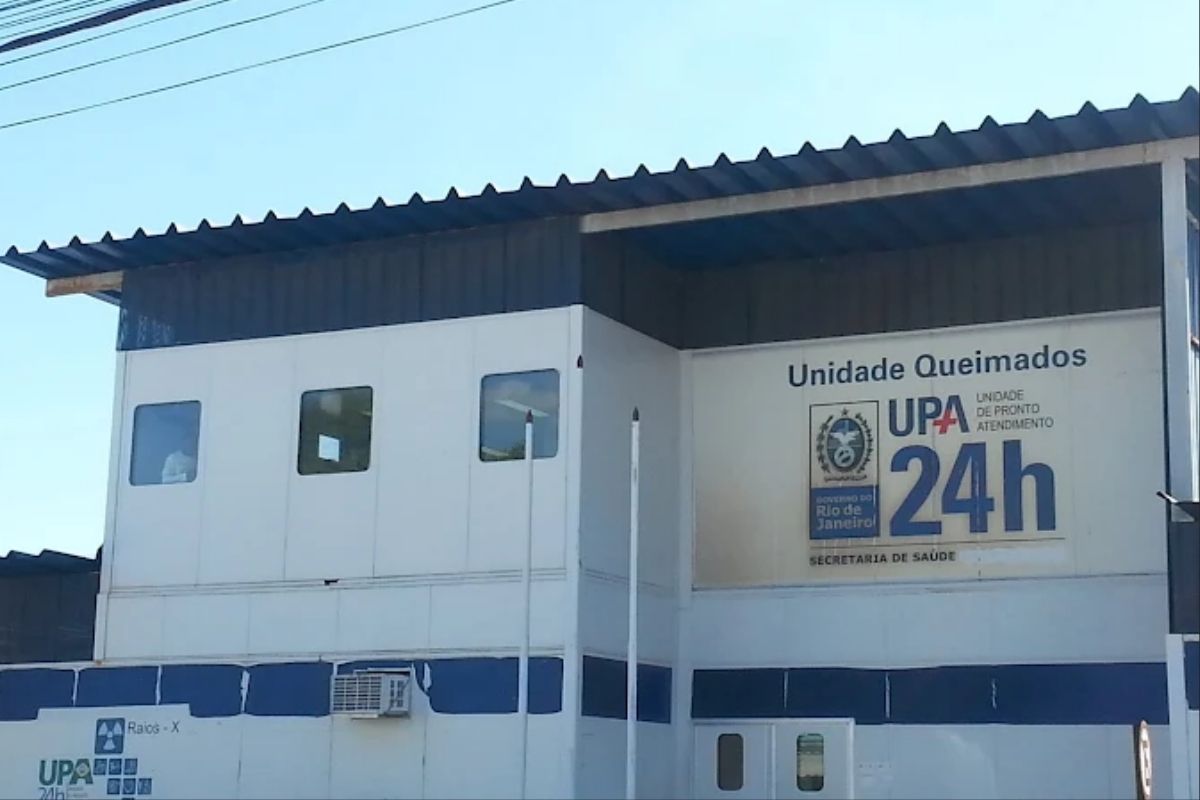 Unidade Queimados
UPA
UNIDADE
DE PRONTO
ATENDIMENTO
24h
GOVERNO DO
Rio de
Janeiro
SECRETARIA DE SAÚDE
Raios - X
UPA
24h